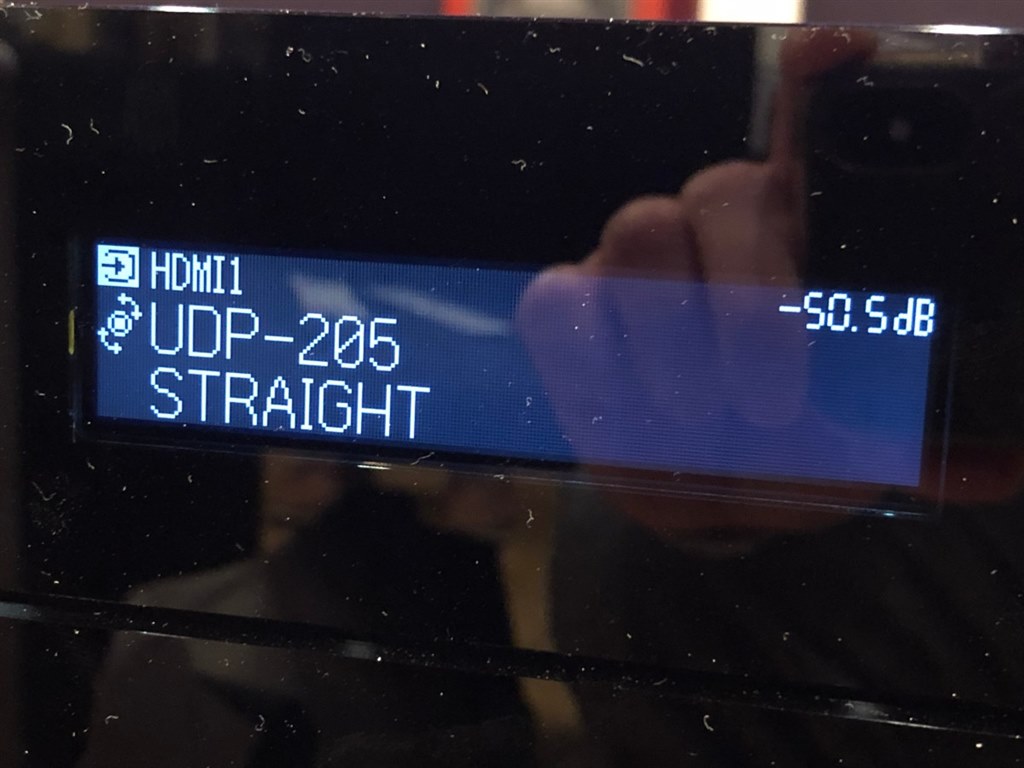 HDMI1
-50.5dB
UDP-205
STRAIGHT